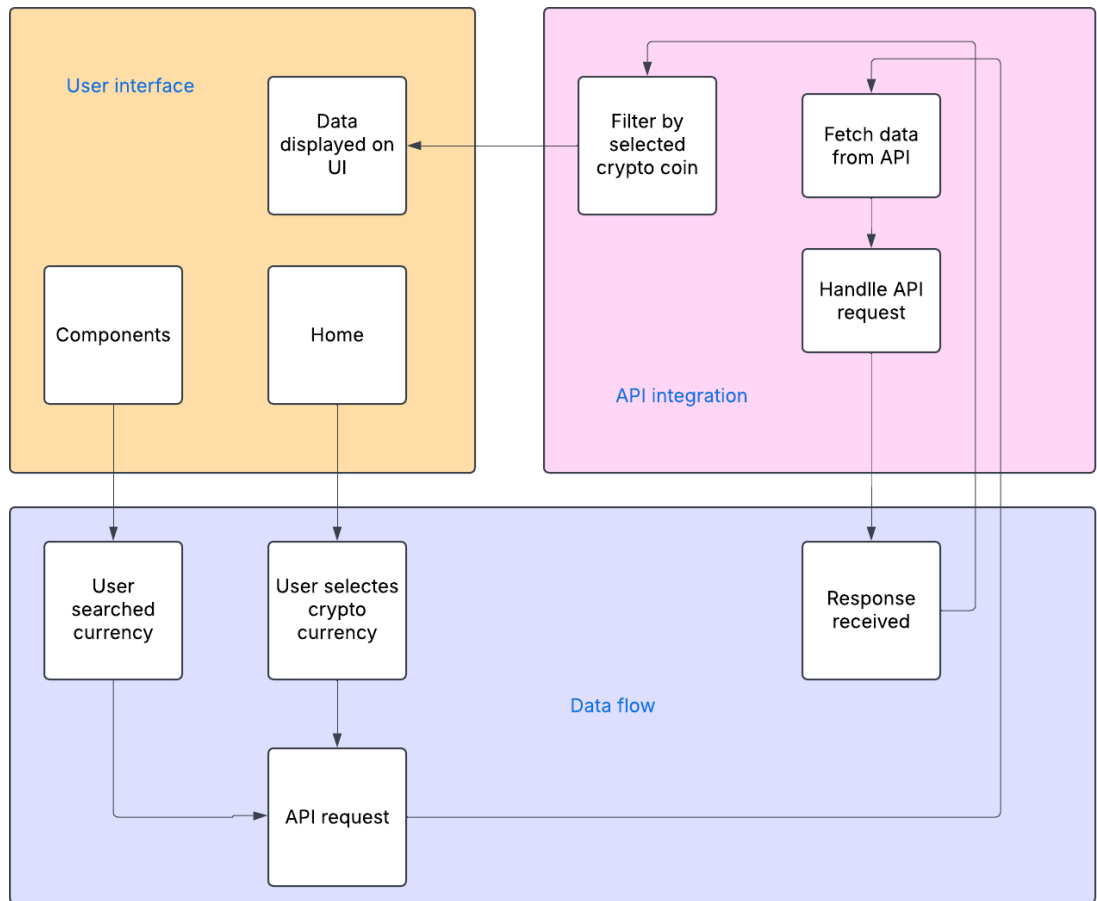 User interface
Data
displayed on
UI
Components
Home
Filter by
selected
crypto coin
Fetch data
from API
Handlle API
request
API integration
User
searched
currency
User selectes
crypto
currency
Response
received
Data flow
API request